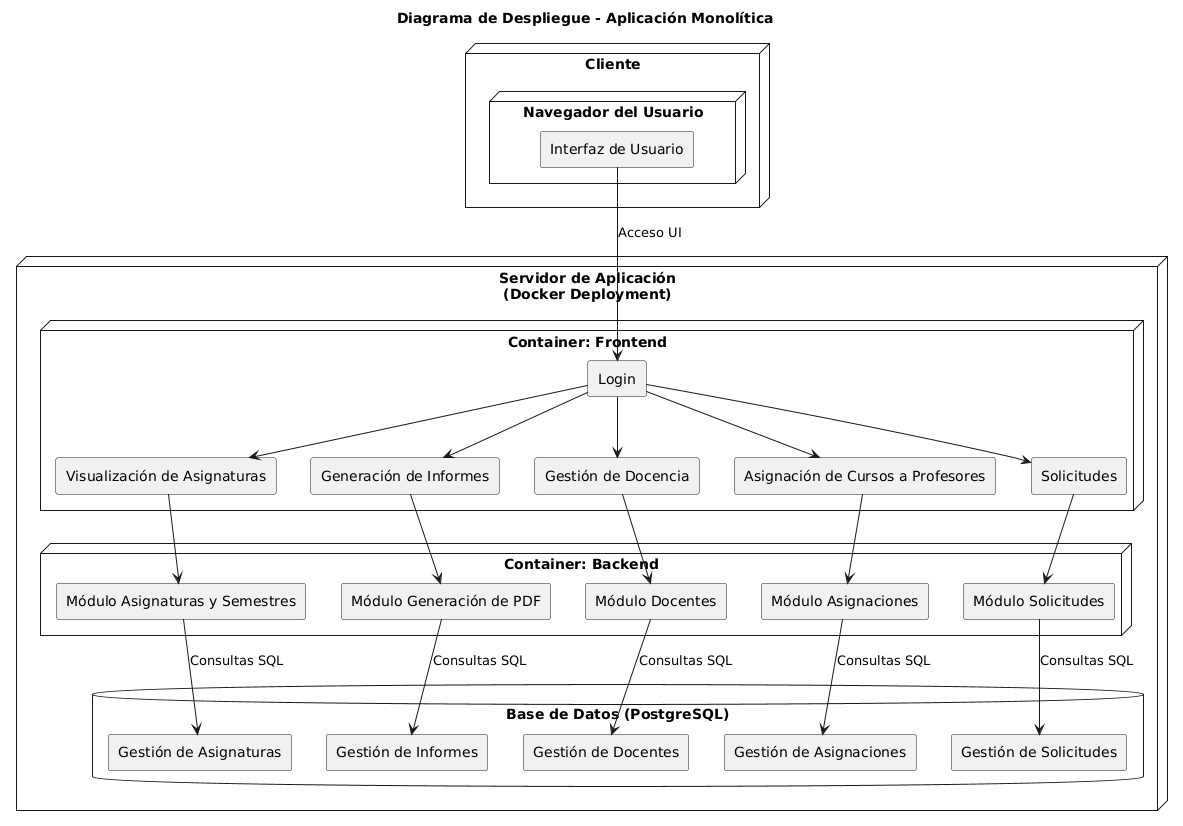 Diagrama de Despliegue - Aplicación Monolítica
Cliente
Navegador del Usuario
Interfaz de Usuario
Acceso UI
Servidor de Aplicación
(Docker Deployment)
Container: Frontend
Login
Visualización de Asignaturas
Generación de Informes
Gestión de Docencia
Asignación de Cursos a Profesores
Solicitudes
Container: Backend
Módulo Asignaturas y Semestres
Módulo Generación de PDF
Módulo Docentes
Módulo Asignaciones
Módulo Solicitudes
Consultas SQL
Consultas SQL
Consultas SQL
Consultas SQL
Consultas SQL
Base de Datos (PostgreSQL)
Gestión de Asignaturas
Gestión de Informes
Gestión de Docentes
Gestión de Asignaciones
Gestión de Solicitudes